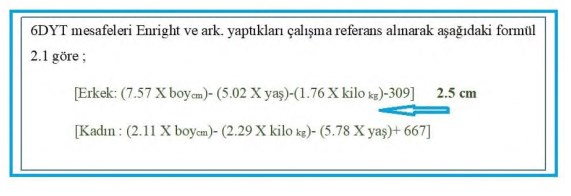 6DYT mesafeleri Enright ve ark. yaptıkları çalışma referans alınarak aşağıdaki formül
2.1 göre ;
[Erkek: (7.57 X boycm)- (5.02 X yaş)-(1.76 X kilo kg)-309] 2.5 cm
[Kadın : (2.11 X boycm)- (2.29 X kilo kg)- (5.78 X yaş)+ 667]